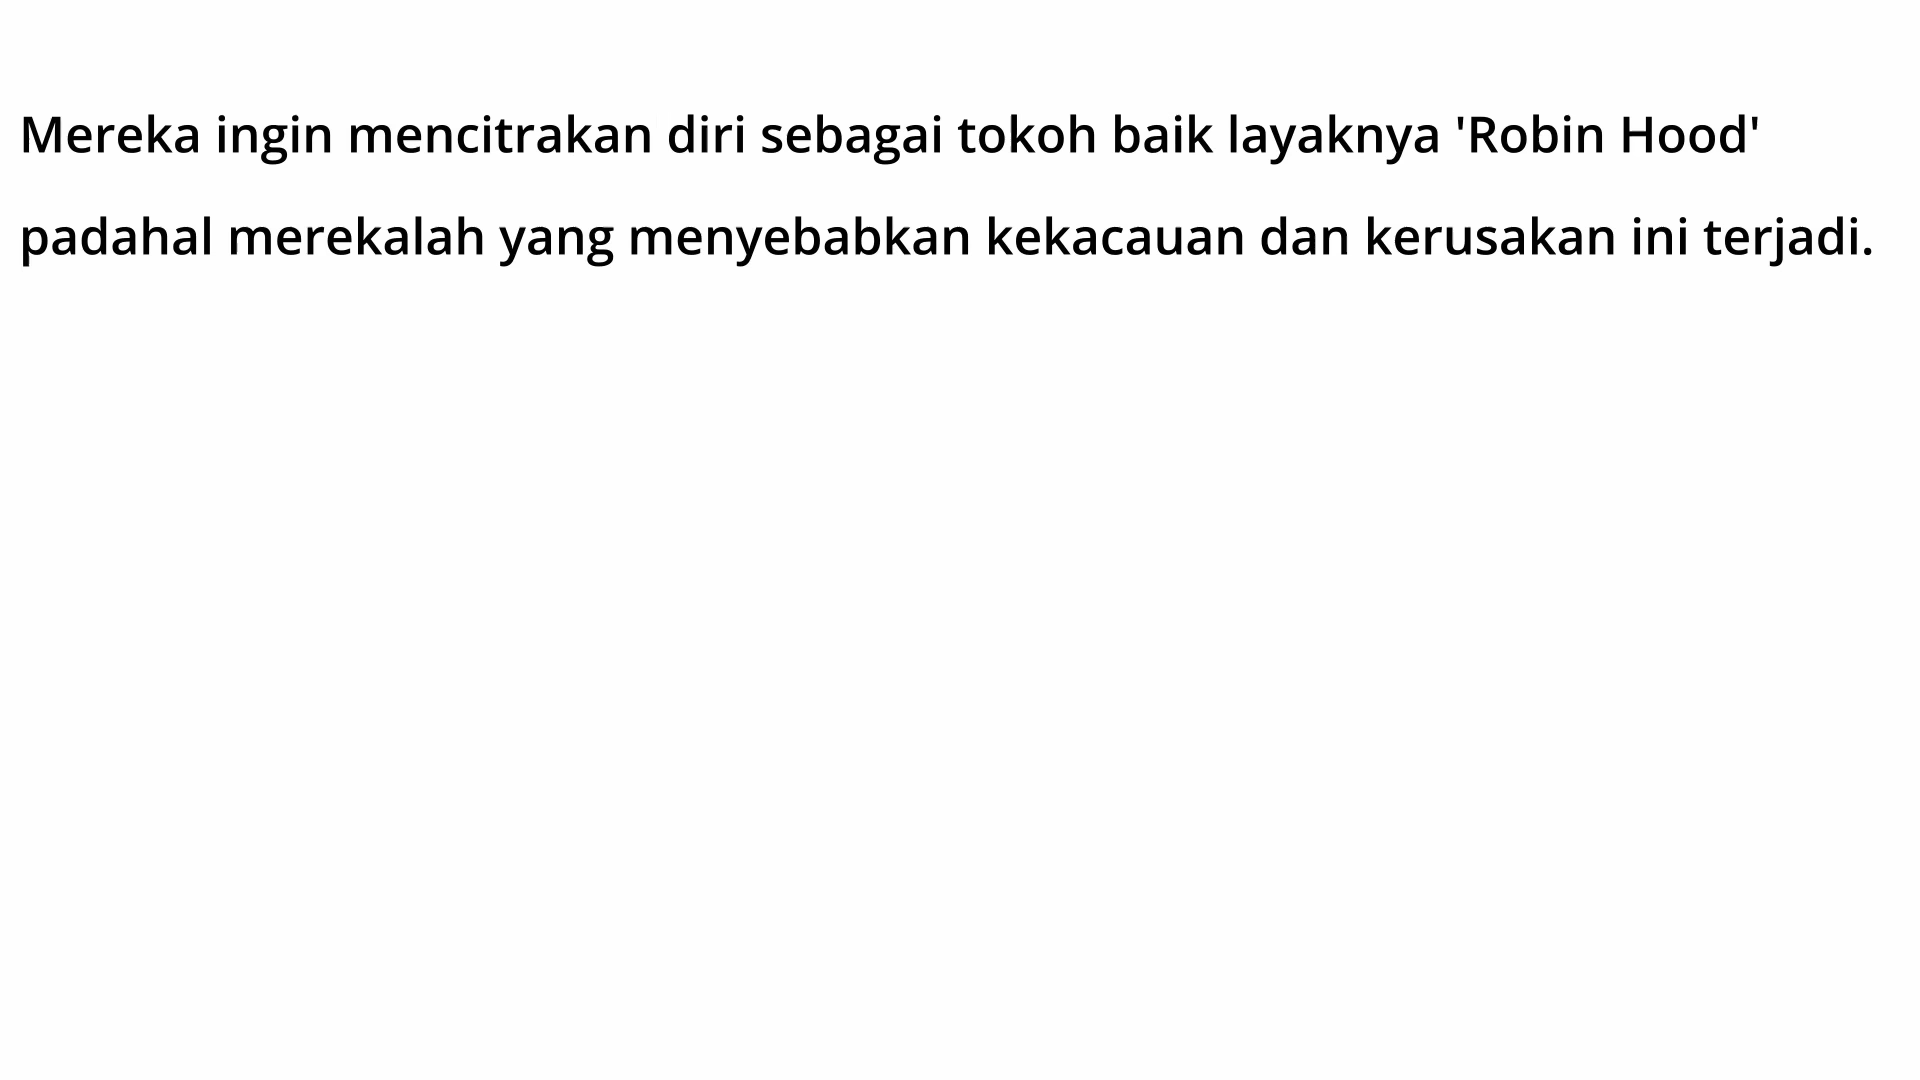 Mereka ingin mencitrakan diri sebagai tokoh baik layaknya 'Robin Hood'
padahal merekalah yang menyebabkan kekacauan dan kerusakan ini terjadi.